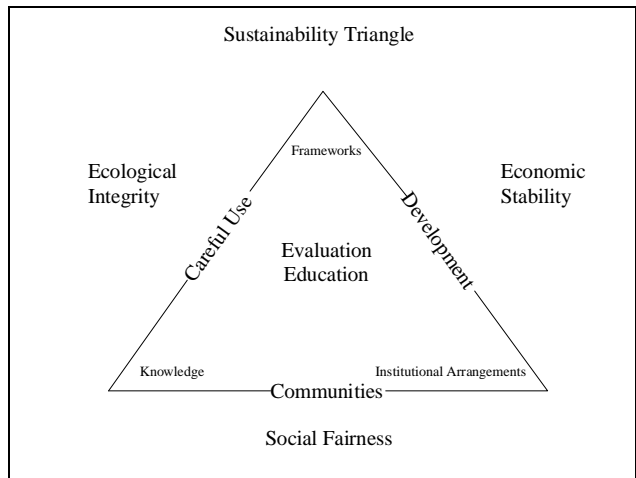 Sustainability Triangle
Frameworks
Ecological
Integrity
Economic
Stability
Careful Use
Development
Evaluation
Education
Knowledge
Institutional Arrangements
Communities
Social Fairness